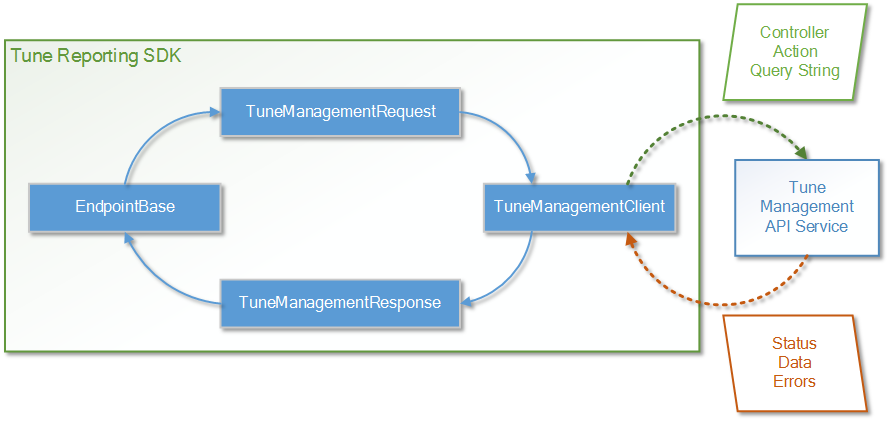 Tune Reporting SDK
TuneManagementRequest
EndpointBase
TuneManagementClient
TuneManagementResponse
Controller
Action
Query String
Tune
Management
API Service
Status
Data
Errors